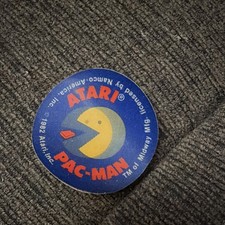 ATARI®
PAC-MAN
TM of Midway Mfg. licensed by Namco-America, Inc.
© 1982 Atari, Inc.